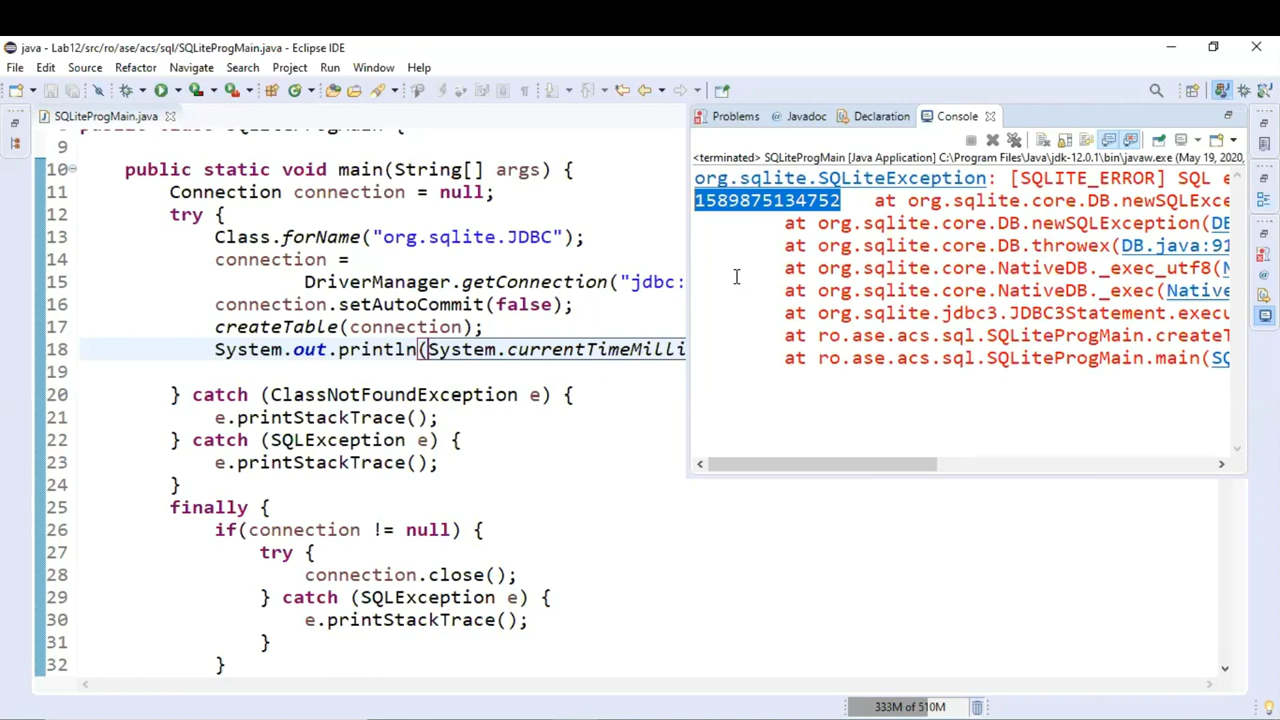 java - Lab12/src/ro/ase/acs/sql/SQLiteProgMain.java - Eclipse IDE
File Edit Source Refactor Navigate Search Project Run Window Help
SQLiteProgMain.java
Problems @ Javadoc Declaration Console
<terminated> SQLiteProgMain [Java Application] C:\Program Files\Java\jdk-12.0.1\bin\javaw.exe (May 19, 2020,
org.sqlite.SQLiteException: [SQLITE_ERROR] SQL e
1589875134752 at org.sqlite.core.DB.newSQLExce
at org.sqlite.core.DB.newSQLException(DB
at org.sqlite.core.DB.throwex(DB.java:91
at org.sqlite.core.NativeDB._exec_utf8(N
at org.sqlite.core.NativeDB._exec(Native
at org.sqlite.jdbc3.JDBC3Statement.execu
at ro.ase.acs.sql.SQLiteProgMain.createT
at ro.ase.acs.sql.SQLiteProgMain.main(SQ
9 public class SQLiteProgMain {
10 public static void main(String[] args) {
11 Connection connection = null;
12 try {
13 Class.forName("org.sqlite.JDBC");
14 connection =
15 DriverManager.getConnection("jdbc:
16 connection.setAutoCommit(false);
17 createTable(connection);
18 System.out.println(System.currentTimeMilli
20 } catch (ClassNotFoundException e) {
21 e.printStackTrace();
22 } catch (SQLException e) {
23 e.printStackTrace();
24 }
25 finally {
26 if(connection != null) {
27 try {
28 connection.close();
29 } catch (SQLException e) {
30 e.printStackTrace();
31 }
32 }
333M of 510M